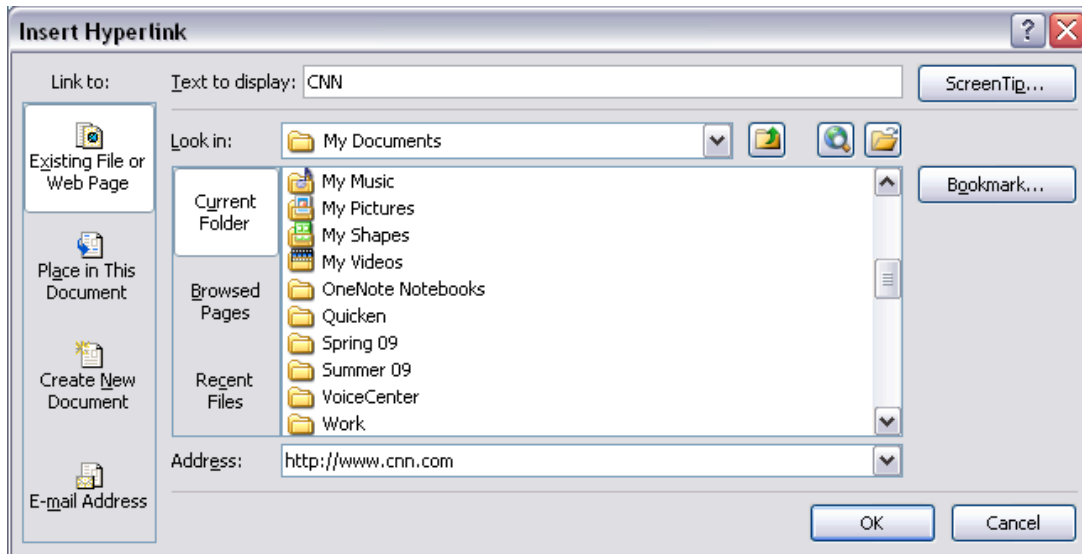 Insert Hyperlink
Link to:
Text to display: CNN
ScreenTip...
Existing File or
Web Page
Look in: My Documents
Current
Folder
My Music
My Pictures
My Shapes
My Videos
OneNote Notebooks
Quicken
Spring 09
Summer 09
VoiceCenter
Work
Bookmark...
Place in This
Document
Browsed
Pages
Create New
Document
Recent
Files
E-mail Address
Address: http://www.cnn.com
OK
Cancel